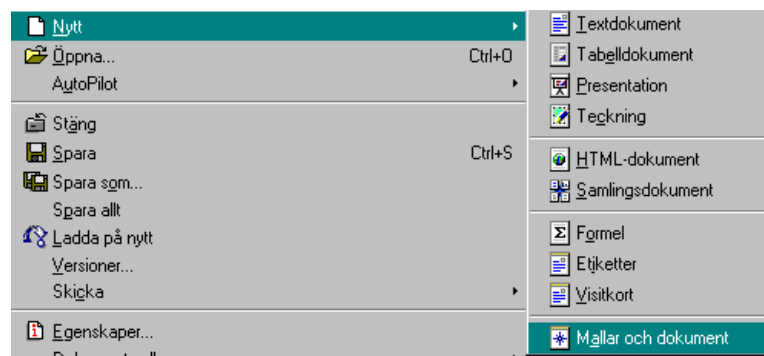 Nytt
Öppna... Ctrl+O
AutoPilot
Stäng
Spara Ctrl+S
Spara som...
Spara allt
Ladda på nytt
Versioner...
Skicka
Egenskaper...
Textdokument
Tabelldokument
Presentation
Teckning
HTML-dokument
Samlingsdokument
Formel
Etiketter
Visitkort
Mallar och dokument